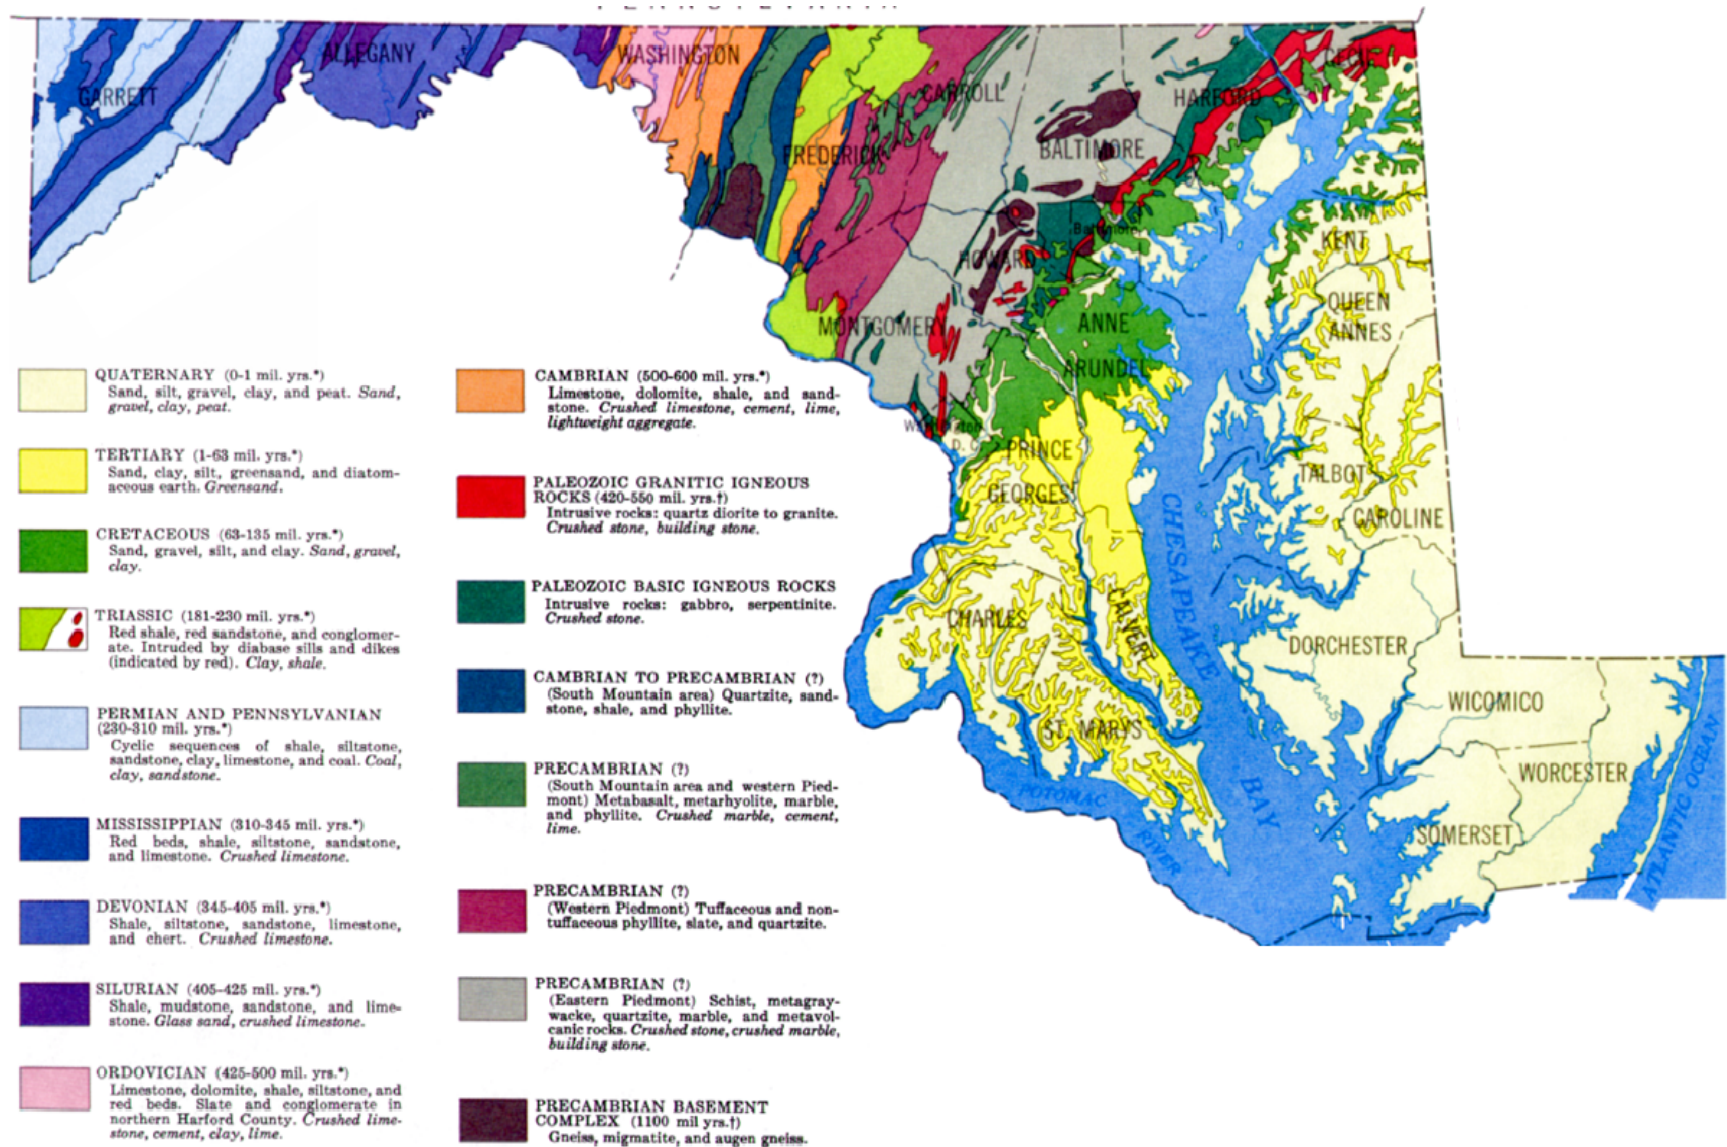 ALLEGANY
WASHINGTON
CECIL
GARRETT
CARROLL
HARFORD
FREDERICK
BALTIMORE
Baltimore
KENT
HOWARD
QUEEN
ANNES
MONTGOMERY
ANNE
ARUNDEL
D. C.
PRINCE
GEORGES
TALBOT
CAROLINE
CHESAPEAKE
BAY
CHARLES
CALVERT
DORCHESTER
WICOMICO
ST. MARYS
WORCESTER
POTOMAC
RIVER
SOMERSET
ATLANTIC OCEAN
QUATERNARY (0-1 mil. yrs.*)
Sand, silt, gravel, clay, and peat. Sand,
gravel, clay, peat.
TERTIARY (1-63 mil. yrs.*)
Sand, clay, silt, greensand, and diatom-
aceous earth. Greensand.
CRETACEOUS (63-135 mil. yrs.*)
Sand, gravel, silt, and clay. Sand, gravel,
clay.
TRIASSIC (181-230 mil. yrs.*)
Red shale, red sandstone, and conglomer-
ate. Intruded by diabase sills and dikes
(indicated by red). Clay, shale.
PERMIAN AND PENNSYLVANIAN
(230-310 mil. yrs.*)
Cyclic sequences of shale, siltstone,
sandstone, clay, limestone, and coal. Coal,
clay, sandstone.
MISSISSIPPIAN (310-345 mil. yrs.*)
Red beds, shale, siltstone, sandstone,
and limestone. Crushed limestone.
DEVONIAN (345-405 mil. yrs.*)
Shale, siltstone, sandstone, limestone,
and chert. Crushed limestone.
SILURIAN (405-425 mil. yrs.*)
Shale, mudstone, sandstone, and lime-
stone. Glass sand, crushed limestone.
ORDOVICIAN (425-500 mil. yrs.*)
Limestone, dolomite, shale, siltstone, and
red beds. Slate and conglomerate in
northern Harford County. Crushed lime-
stone, cement, clay, lime.
CAMBRIAN (500-600 mil. yrs.*)
Limestone, dolomite, shale, and sand-
stone. Crushed limestone, cement, lime,
lightweight aggregate.
PALEOZOIC GRANITIC IGNEOUS
ROCKS (420-550 mil. yrs.†)
Intrusive rocks: quartz diorite to granite.
Crushed stone, building stone.
PALEOZOIC BASIC IGNEOUS ROCKS
Intrusive rocks: gabbro, serpentinite.
Crushed stone.
CAMBRIAN TO PRECAMBRIAN (?)
(South Mountain area) Quartzite, sand-
stone, shale, and phyllite.
PRECAMBRIAN (?)
(South Mountain area and western Pied-
mont) Metabasalt, metarhyolite, marble,
and phyllite. Crushed marble, cement,
lime.
PRECAMBRIAN (?)
(Western Piedmont) Tuffaceous and non-
tuffaceous phyllite, slate, and quartzite.
PRECAMBRIAN (?)
(Eastern Piedmont) Schist, metagray-
wacke, quartzite, marble, and metavol-
canic rocks. Crushed stone, crushed marble,
building stone.
PRECAMBRIAN BASEMENT
COMPLEX (1100 mil yrs.†)
Gneiss, migmatite, and augen gneiss.